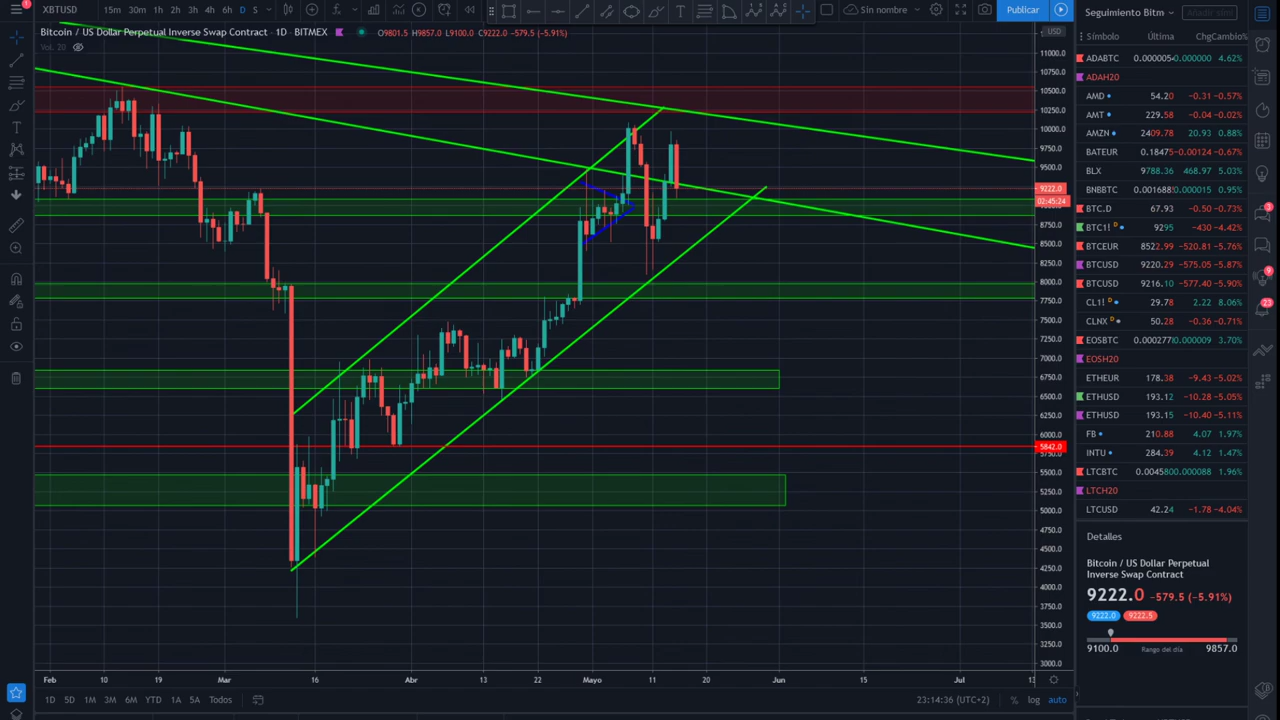 XBTUSD 15m 30m 1h 2h 3h 4h 6h D S Sin nombre Publicar
Bitcoin / US Dollar Perpetual Inverse Swap Contract · 1D · BITMEX O9801.5 H9857.0 L9100.0 C9222.0 −579.5 (−5.91%)
Vol. 20
USD
11000.0
10750.0
10500.0
10250.0
10000.0
9750.0
9500.0
9222.0
02:45:24
8750.0
8500.0
8250.0
8000.0
7750.0
7500.0
7250.0
7000.0
6750.0
6500.0
6250.0
6000.0
5842.0
5750.0
5500.0
5250.0
5000.0
4750.0
4500.0
4250.0
4000.0
3750.0
3500.0
3250.0
3000.0
Feb 10 19 Mar 16 Abr 13 22 Mayo 11 20 Jun 15 Jul 13
1D 5D 1M 3M 6M YTD 1A 5A Todos
23:14:36 (UTC+2) % log auto
Seguimiento Bitm
Símbolo Última Chg Cambio%
ADABTC 4.62%
ADAH20
AMD 54.20 −0.31 −0.57%
AMT 229.58 −0.04 −0.02%
AMZN 2409.78 20.93 0.88%
BATEUR 0.18475 −0.00124 −0.67%
BLX 9788.36 468.97 5.03%
BNBBTC 0.95%
BTC.D 67.93 −0.50 −0.73%
BTC1! D 9295 −430 −4.42%
BTCEUR 8522.99 −520.81 −5.76%
BTCUSD 9220.29 −575.05 −5.87%
BTCUSD 9216.10 −577.40 −5.90%
CL1! D 29.78 2.22 8.06%
CLNX D 50.28 −0.36 −0.71%
EOSBTC 3.70%
EOSH20
ETHEUR 178.38 −9.43 −5.02%
ETHUSD 193.12 −10.28 −5.05%
ETHUSD 193.15 −10.40 −5.11%
FB 210.88 4.07 1.97%
INTU 284.39 4.12 1.47%
LTCBTC 1.96%
LTCH20
LTCUSD 42.24 −1.78 −4.04%
Detalles
Bitcoin / US Dollar Perpetual
Inverse Swap Contract
9222.0 −579.5 (−5.91%)
9222.0 9222.5
9100.0 Rango del día 9857.0